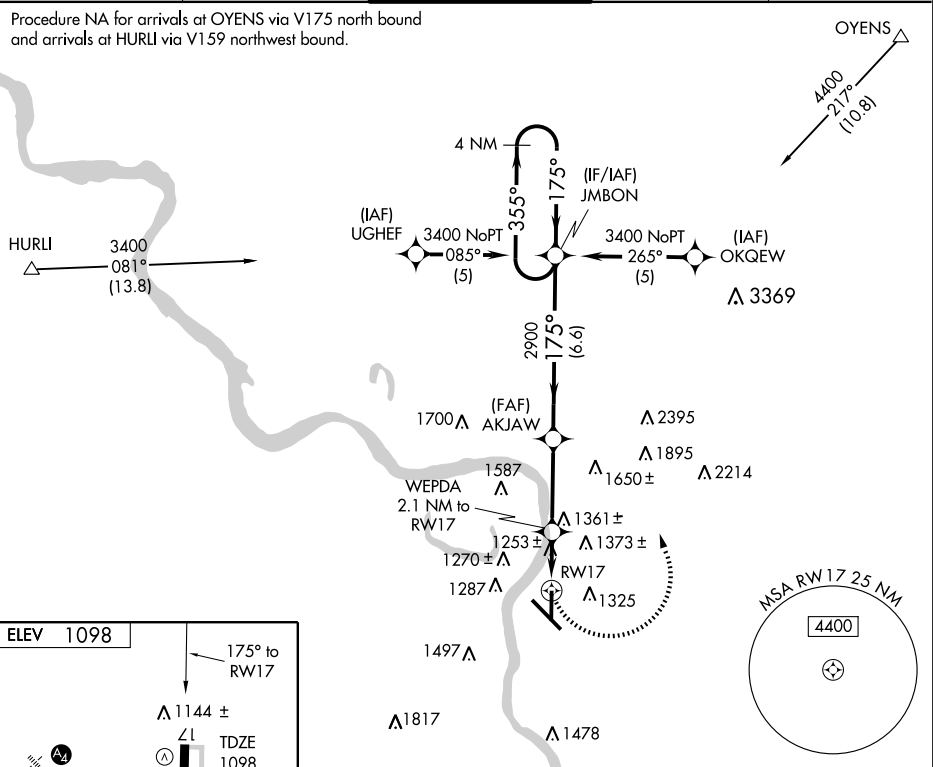 Procedure NA for arrivals at OYENS via V175 north bound
and arrivals at HURLI via V159 northwest bound.
OYENS
4400
217°
(10.8)
4 NM
355°
175°
(IF/IAF)
JMBON
(IAF)
UGHEF
3400 NoPT
085°
(5)
3400 NoPT
265°
(5)
(IAF)
OKQEW
HURLI
3400
081°
(13.8)
3369
2900
175°
(6.6)
(FAF)
AKJAW
1700
2395
1895
1650 ±
2214
1587
WEPDA
2.1 NM to
RW17
1361 ±
1253 ±
1373 ±
1270 ±
RW17
1287
1325
MSA RW17 25 NM
4400
ELEV 1098
175° to
RW17
1497
1144 ±
17
TDZE
1098
A4
1817
1478